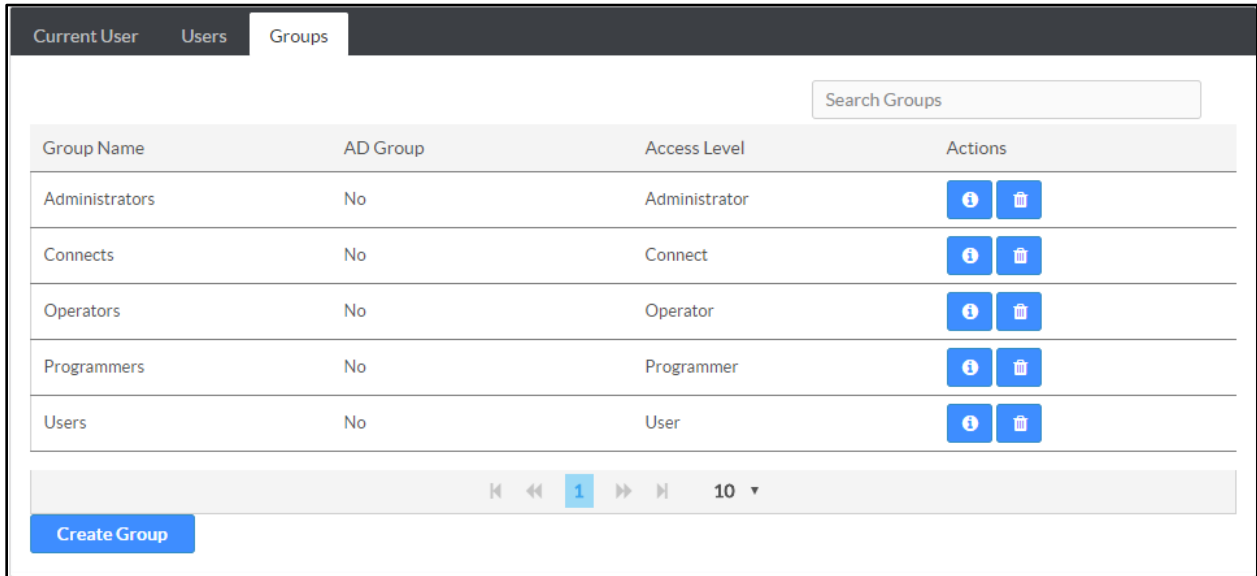 Current User Users Groups
Search Groups
Group Name AD Group Access Level Actions
Administrators No Administrator
Connects No Connect
Operators No Operator
Programmers No Programmer
Users No User
1 10
Create Group